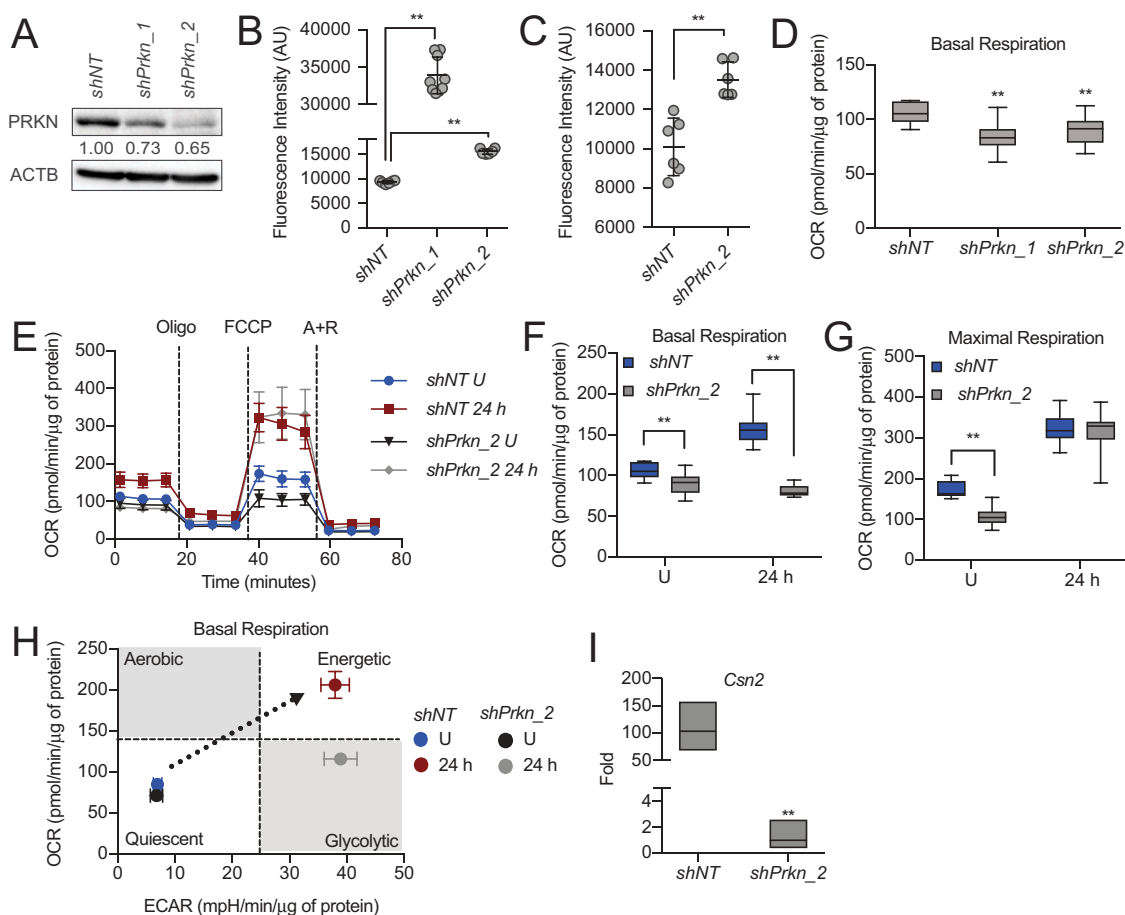 A
shNT
shPrkn_1
shPrkn_2
PRKN
1.00 0.73 0.65
ACTB
B
Fluorescence Intensity (AU)
50000
40000
30000
15000
10000
5000
0
**
**
shNT
shPrkn_1
shPrkn_2
C
Fluorescence Intensity (AU)
16000
14000
12000
10000
8000
6000
**
shNT
shPrkn_2
D
Basal Respiration
OCR (pmol/min/μg of protein)
150
100
50
0
** **
shNT shPrkn_1 shPrkn_2
E
Oligo FCCP A+R
OCR (pmol/min/μg of protein)
500
400
300
200
100
0
0 20 40 60 80
Time (minutes)
shNT U
shNT 24 h
shPrkn_2 U
shPrkn_2 24 h
F
Basal Respiration
OCR (pmol/min/μg of protein)
250
200
150
100
50
0
shNT
shPrkn_2
**
**
U 24 h
G
Maximal Respiration
OCR (pmol/min/μg of protein)
500
400
300
200
100
0
shNT
shPrkn_2
**
U 24 h
H
Basal Respiration
OCR (pmol/min/μg of protein)
250
200
150
100
50
0
Aerobic Energetic
Quiescent Glycolytic
0 10 20 30 40 50
ECAR (mpH/min/μg of protein)
shNT shPrkn_2
U U
24 h 24 h
I
Csn2
Fold
200
150
100
50
4
2
0
**
shNT shPrkn_2